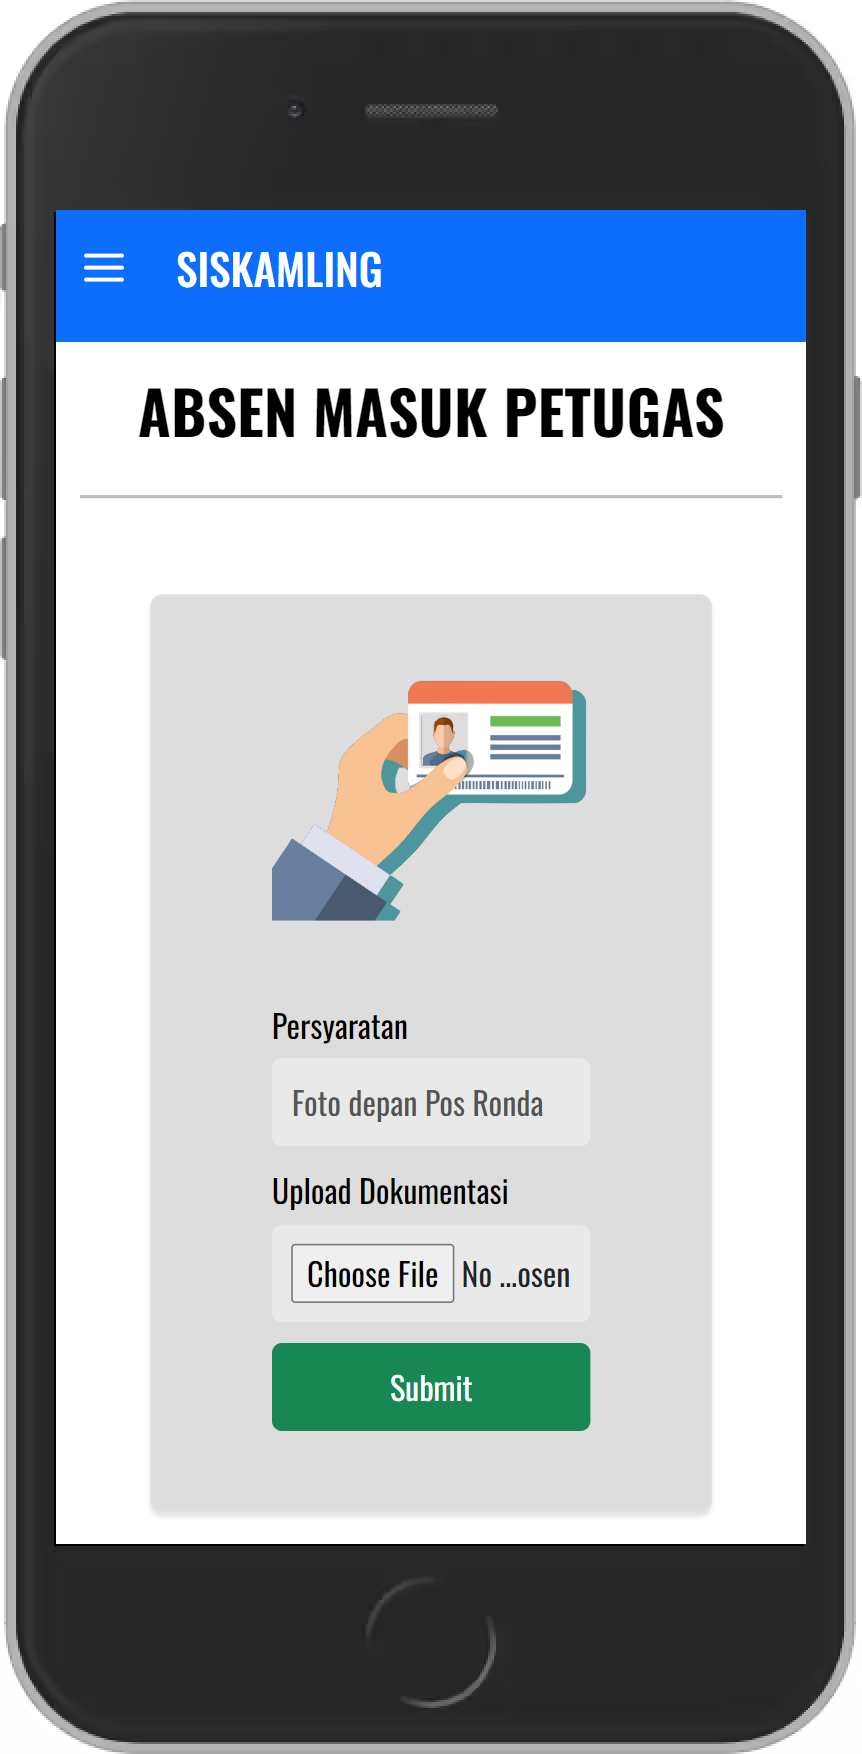 SISKAMLING
ABSEN MASUK PETUGAS
Persyaratan
Foto depan Pos Ronda
Upload Dokumentasi
Choose File No ...osen
Submit